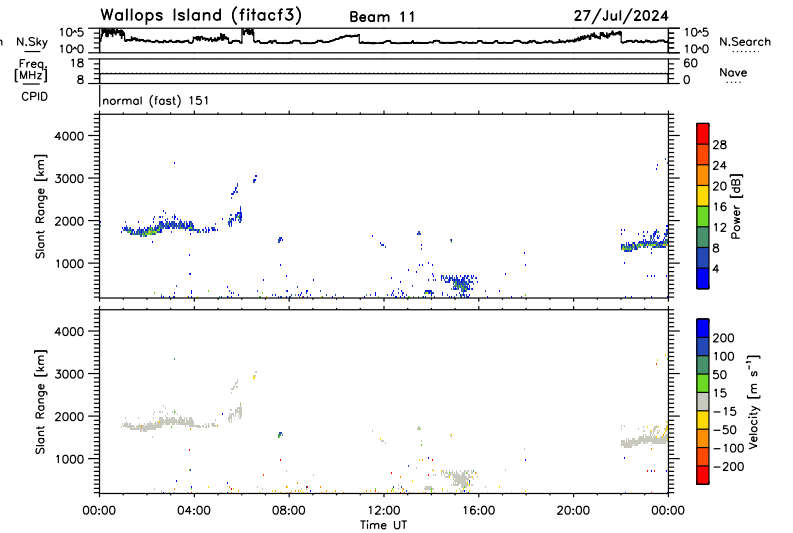 Wallops Island (fitacf3) Beam 11 27/Jul/2024
n N.Sky 10^5 10^0 10^5 10^0 N.Search
Freq. [MHz] 18 8 60 0 Nave
CPID normal (fast) 151
Slant Range [km]
4000
3000
2000
1000
28
24
20
16
12
8
4
Power [dB]
Slant Range [km]
4000
3000
2000
1000
200
100
50
15
-15
-50
-100
-200
Velocity [m s⁻¹]
00:00 04:00 08:00 12:00 16:00 20:00 00:00
Time UT